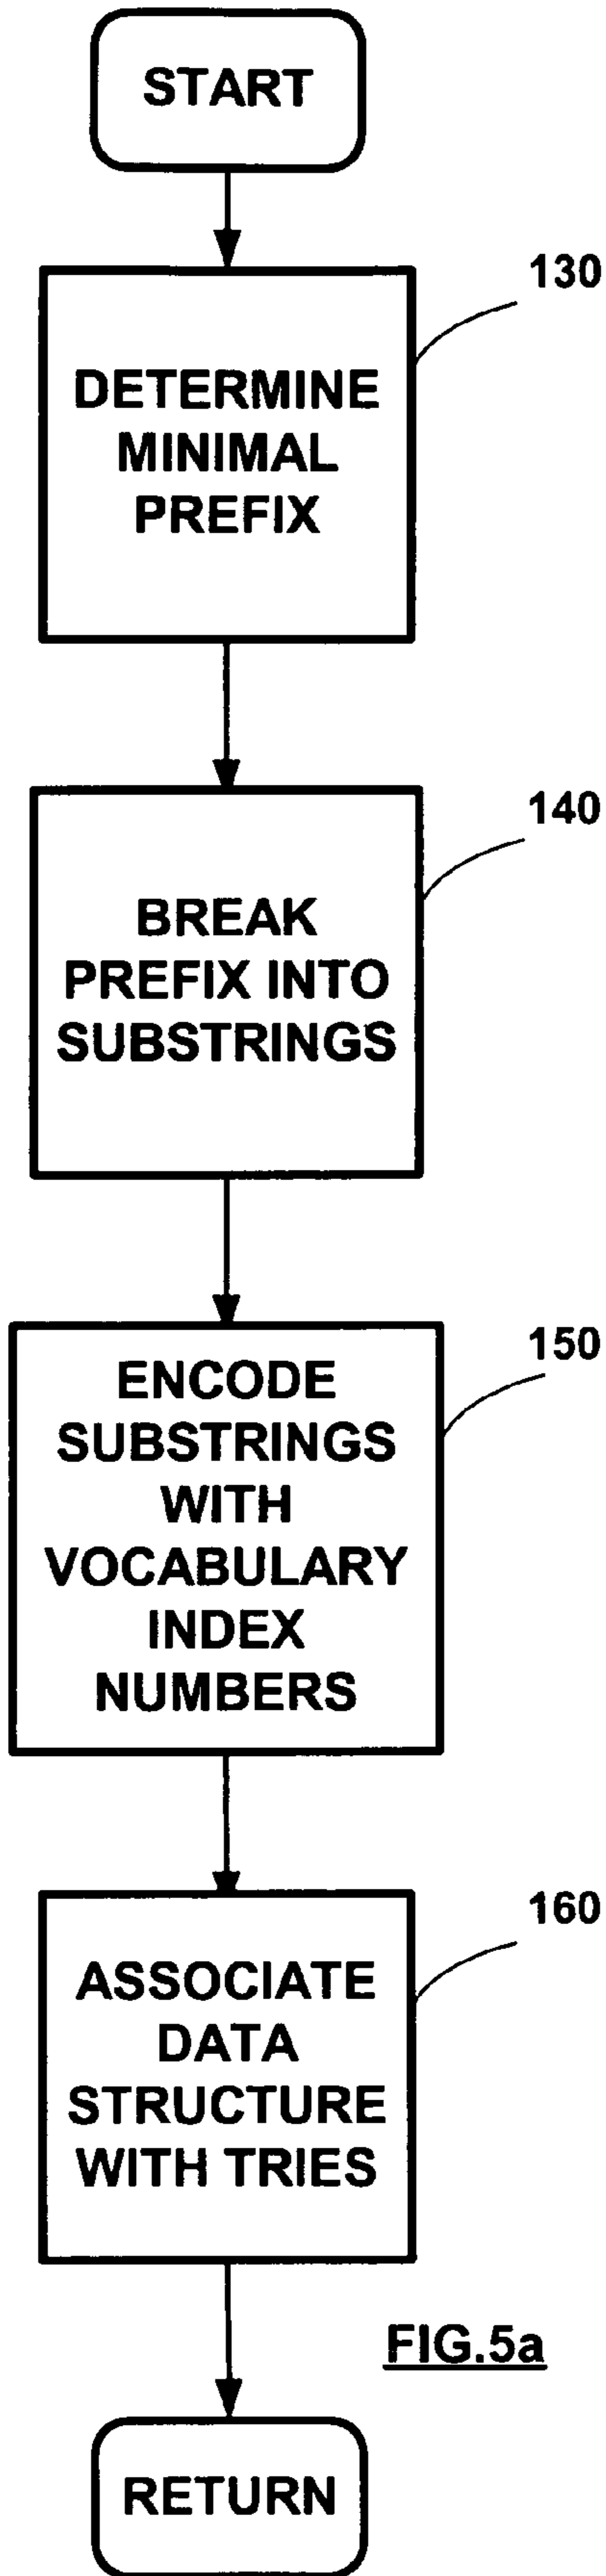 START
130
DETERMINE
MINIMAL
PREFIX
140
BREAK
PREFIX INTO
SUBSTRINGS
150
ENCODE
SUBSTRINGS
WITH
VOCABULARY
INDEX
NUMBERS
160
ASSOCIATE
DATA
STRUCTURE
WITH TRIES
FIG.5a
RETURN